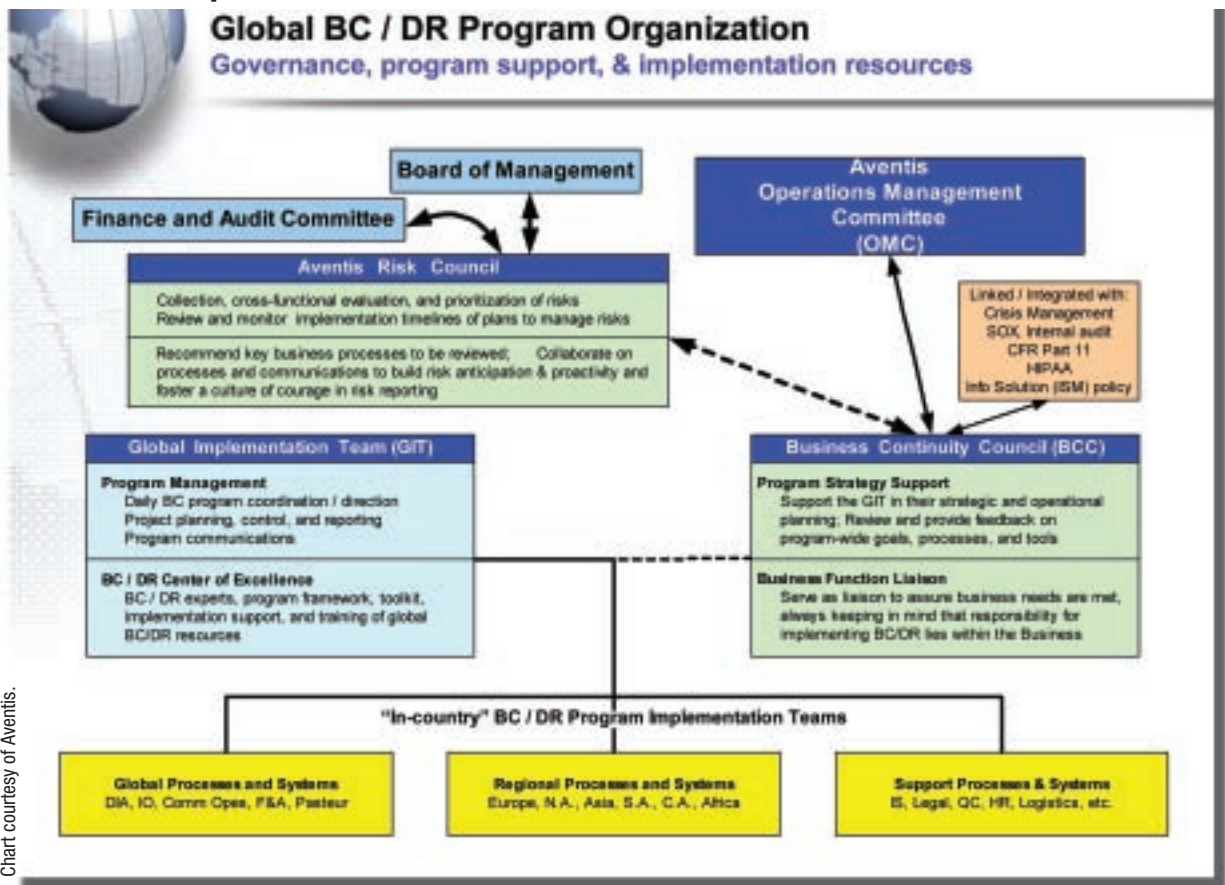 Global BC / DR Program Organization
Governance, program support, & implementation resources
Board of Management
Finance and Audit Committee
Aventis
Operations Management
Committee
(OMC)
Aventis Risk Council
Collection, cross-functional evaluation, and prioritization of risks
Review and monitor implementation timelines of plans to manage risks
Recommend key business processes to be reviewed; Collaborate on
processes and communications to build risk anticipation & proactivity and
foster a culture of courage in risk reporting
Linked / Integrated with:
Crisis Management
SOX, Internal audit
CFR Part 11
HIPAA
Info Solution (ISM) policy
Global Implementation Team (GIT)
Program Management
Daily BC program coordination / direction
Project planning, control, and reporting
Program communications
BC / DR Center of Excellence
BC / DR experts, program framework, toolkit,
implementation support, and training of global
BC/DR resources
Business Continuity Council (BCC)
Program Strategy Support
Support the GIT in their strategic and operational
planning; Review and provide feedback on
program-wide goals, processes, and tools
Business Function Liaison
Serve as liaison to assure business needs are met,
always keeping in mind that responsibility for
implementing BC/DR lies within the Business
"In-country" BC / DR Program Implementation Teams
Global Processes and Systems
DIA, IO, Comm Opes, F&A, Pasteur
Regional Processes and Systems
Europe, N.A., Asia, S.A., C.A., Africa
Support Processes & Systems
IS, Legal, QC, HR, Logistics, etc.
Chart courtesy of Aventis.